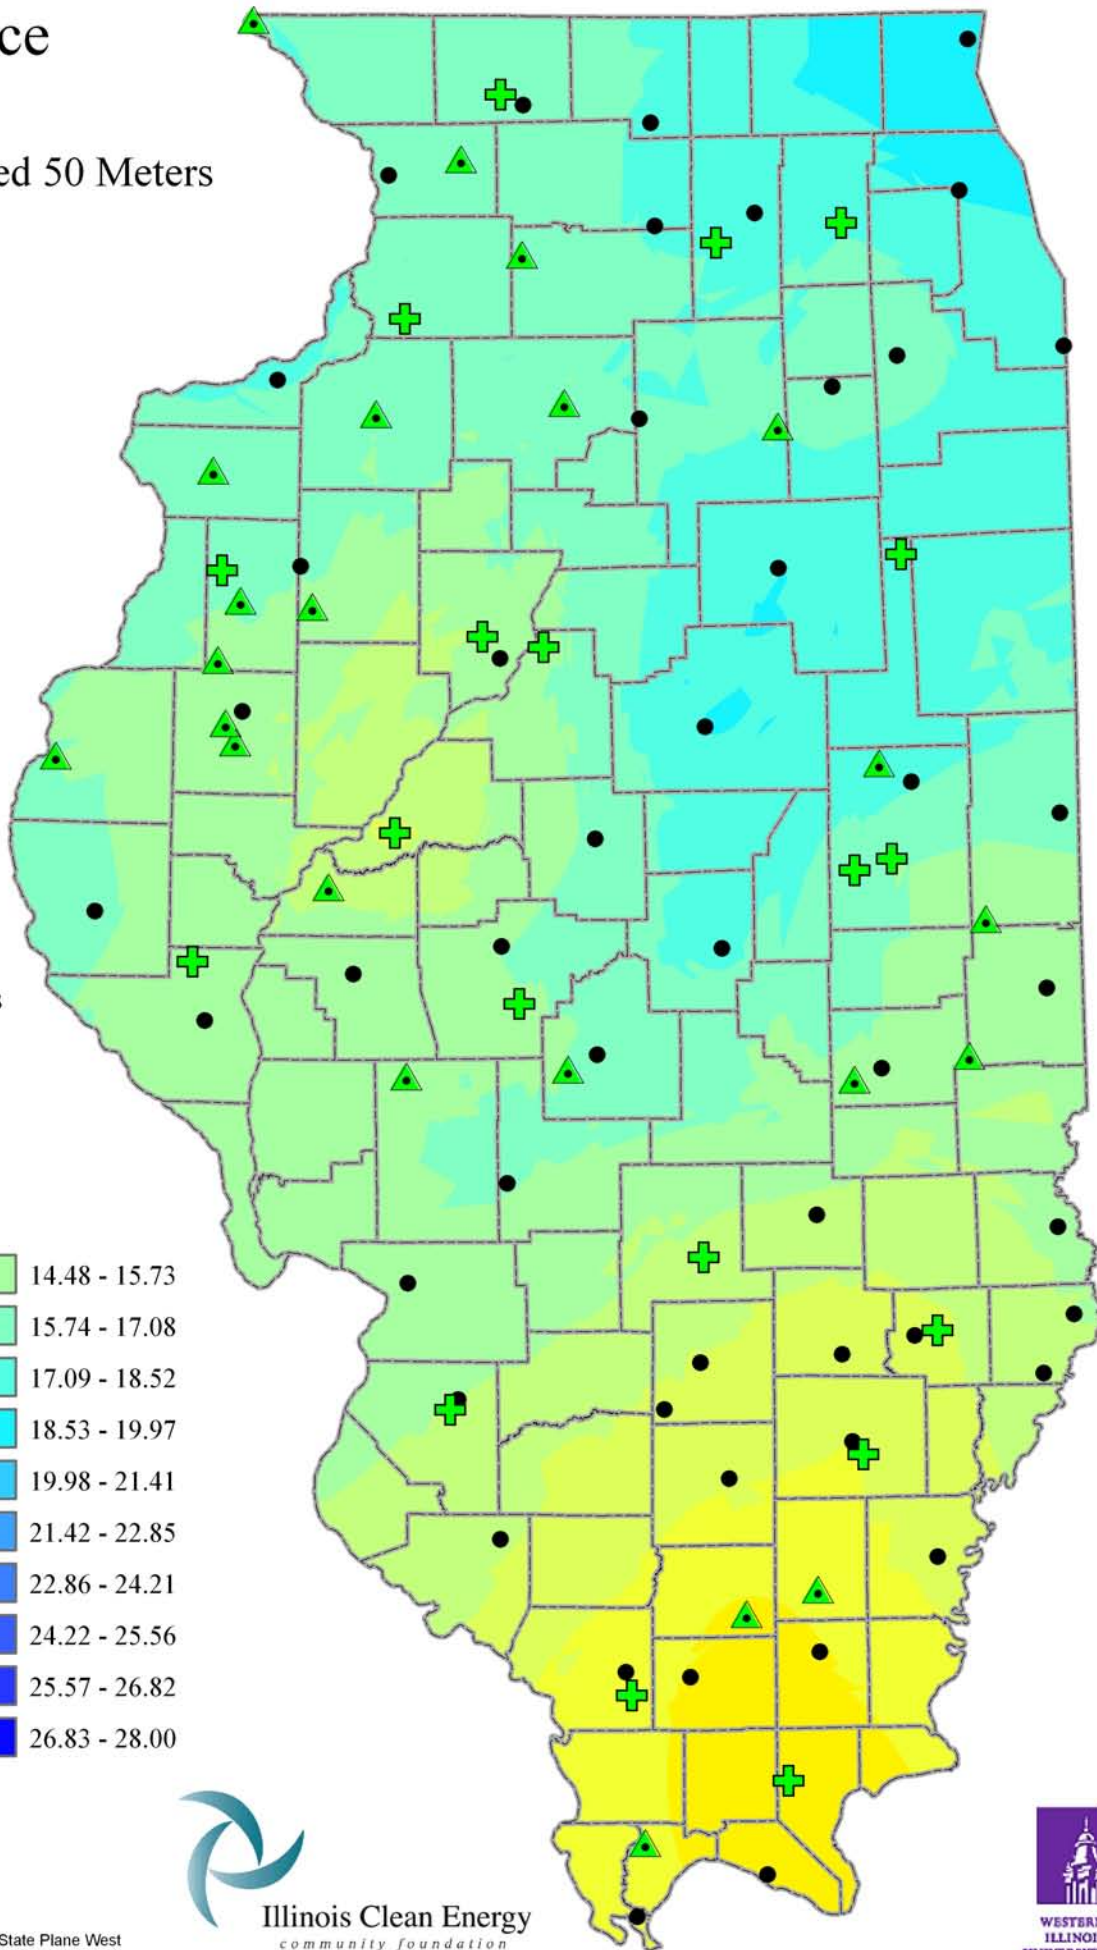 ce
ed 50 Meters
s
14.48 - 15.73
15.74 - 17.08
17.09 - 18.52
18.53 - 19.97
19.98 - 21.41
21.42 - 22.85
22.86 - 24.21
24.22 - 25.56
25.57 - 26.82
26.83 - 28.00
Illinois Clean Energy
community foundation
State Plane West
WESTER
ILLINO